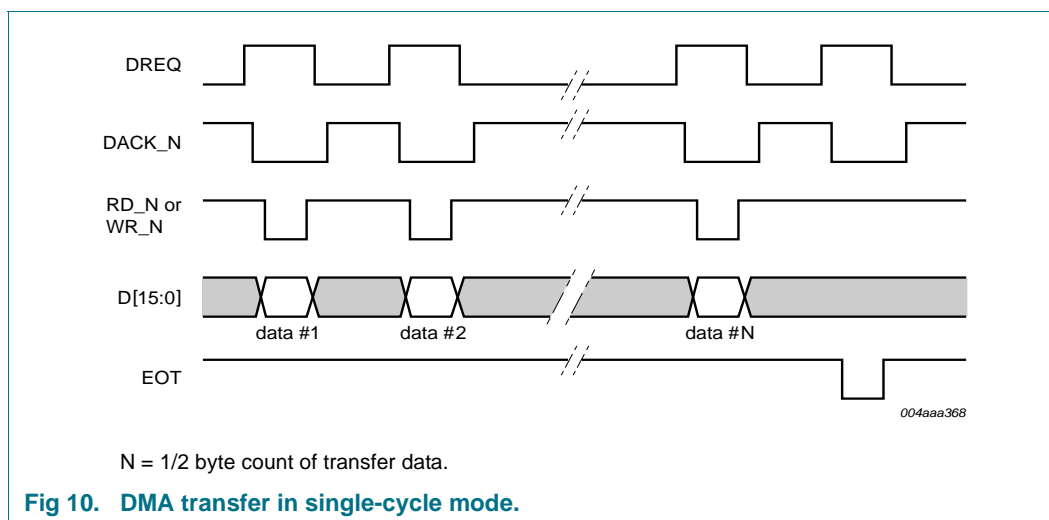 DREQ
DACK_N
RD_N or
WR_N
D[15:0]
data #1 data #2 data #N
EOT
004aaa368
N = 1/2 byte count of transfer data.
Fig 10. DMA transfer in single-cycle mode.